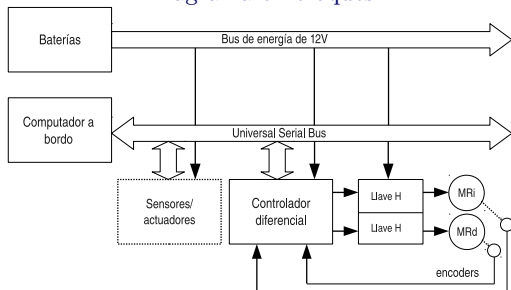 Baterías
Bus de energía de 12V
Computador a
bordo
Universal Serial Bus
Sensores/
actuadores
Controlador
diferencial
Llave H
Llave H
MRi
MRd
encoders